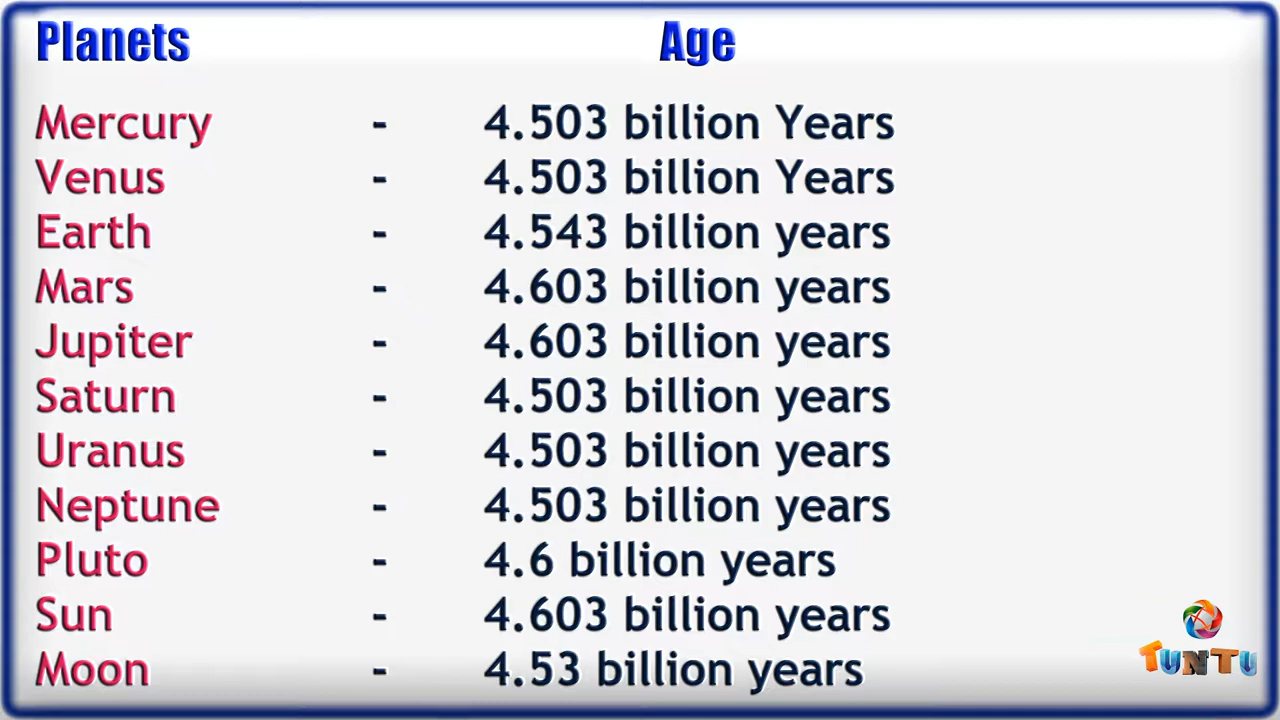 Planets Age
Mercury - 4.503 billion Years
Venus - 4.503 billion Years
Earth - 4.543 billion years
Mars - 4.603 billion years
Jupiter - 4.603 billion years
Saturn - 4.503 billion years
Uranus - 4.503 billion years
Neptune - 4.503 billion years
Pluto - 4.6 billion years
Sun - 4.603 billion years
Moon - 4.53 billion years
TUNTU